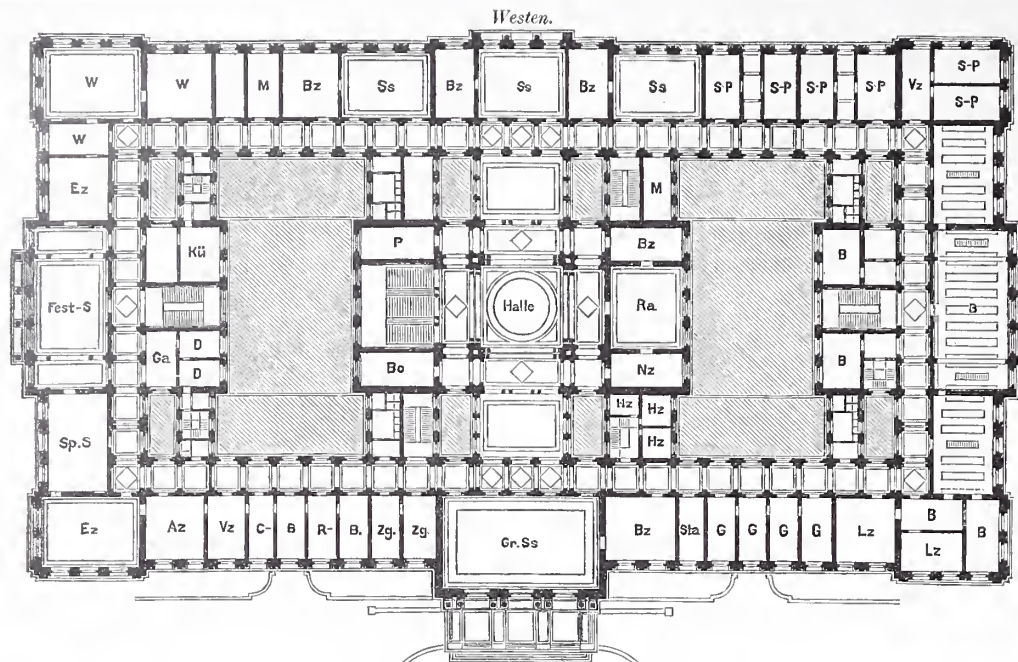 Westen.
W W M Bz Ss Bz Ss Bz Ss S-P S-P S-P S-P Vz S-P
S-P
W
Ez M
Kü P Bz B
Fest-S Halle Ra. B
Ga D
D Bo Nz B
Hz Hz
Sp.S Hz
Ez Az Vz C- B R- B. Zg. Zg. Gr.Ss Bz Sta G G G G Lz B B
Lz